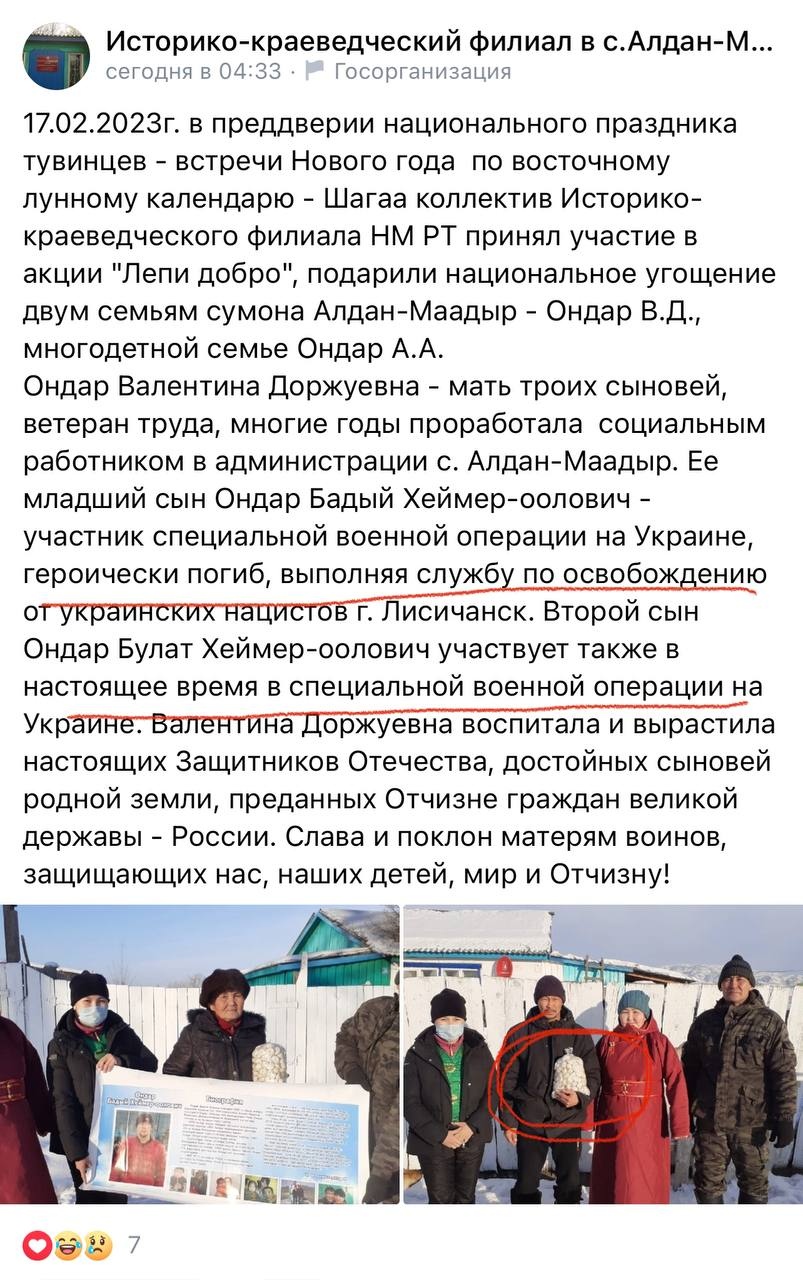 Историко-краеведческий филиал в с.Алдан-М...
сегодня в 04:33 · Госорганизация
17.02.2023г. в преддверии национального праздника
тувинцев - встречи Нового года  по восточному
лунному календарю - Шагаа коллектив Историко-
краеведческого филиала НМ РТ принял участие в
акции "Лепи добро", подарили национальное угощение
двум семьям сумона Алдан-Маадыр - Ондар В.Д.,
многодетной семье Ондар А.А.
Ондар Валентина Доржуевна - мать троих сыновей,
ветеран труда, многие годы проработала  социальным
работником в администрации с. Алдан-Маадыр. Ее
младший сын Ондар Бадый Хеймер-оолович -
участник специальной военной операции на Украине,
героически погиб, выполняя службу по освобождению
от украинских нацистов г. Лисичанск. Второй сын
Ондар Булат Хеймер-оолович участвует также в
настоящее время в специальной военной операции на
Украине. Валентина Доржуевна воспитала и вырастила
настоящих Защитников Отечества, достойных сыновей
родной земли, преданных Отчизне граждан великой
державы - России. Слава и поклон матерям воинов,
защищающих нас, наших детей, мир и Отчизну!
Ондар
Бадый Хеймер-оолович
Биография
7